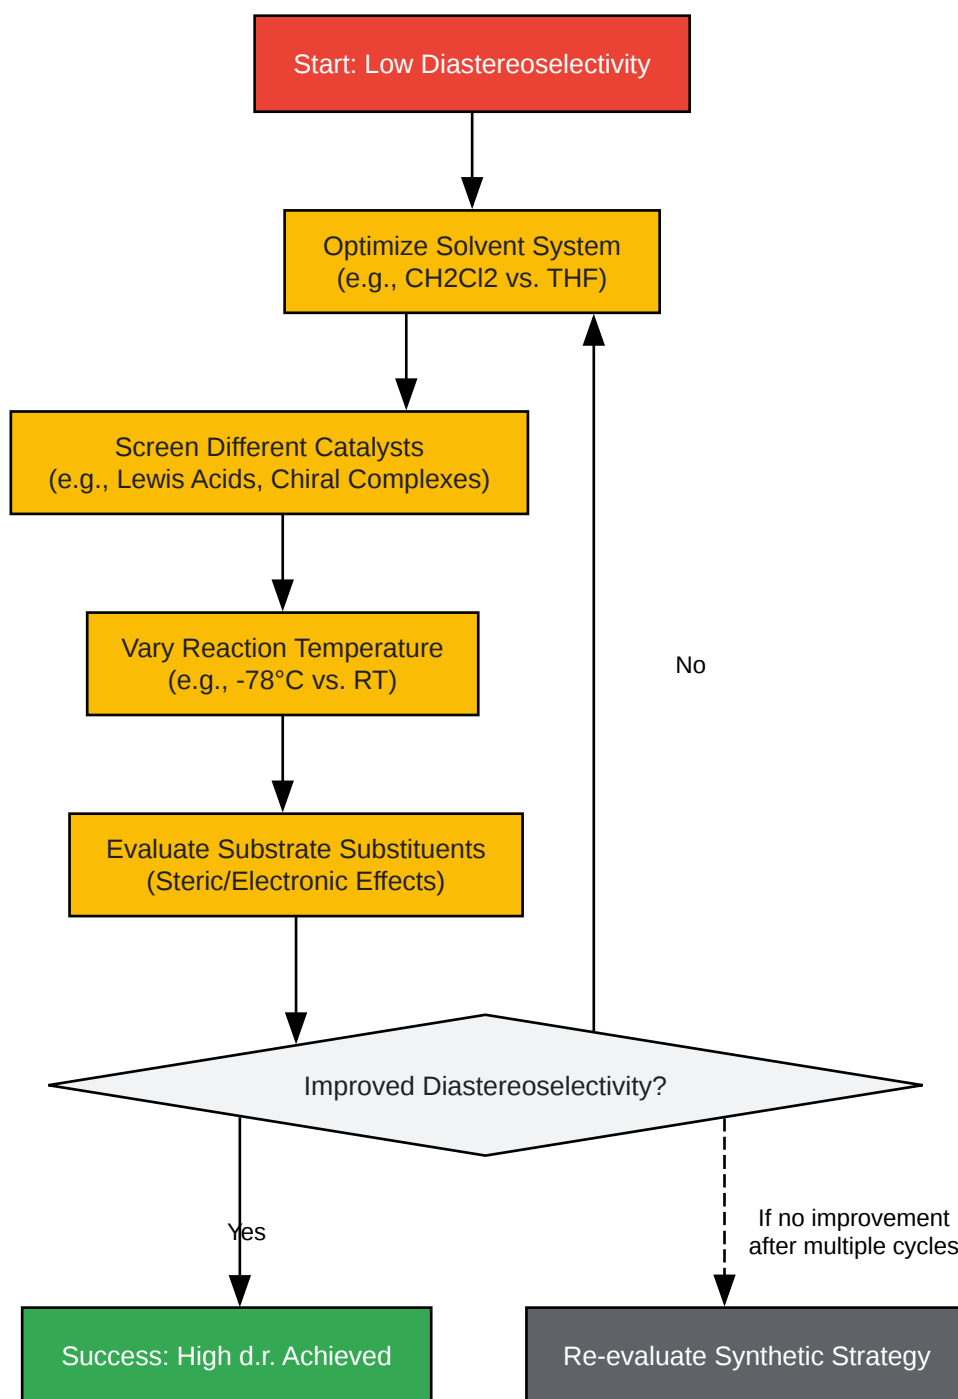 Start: Low Diastereoselectivity
Optimize Solvent System
(e.g., CH2Cl2 vs. THF)
Screen Different Catalysts
(e.g., Lewis Acids, Chiral Complexes)
Vary Reaction Temperature
(e.g., -78°C vs. RT)
No
Evaluate Substrate Substituents
(Steric/Electronic Effects)
Improved Diastereoselectivity?
Yes
If no improvement
after multiple cycles
Success: High d.r. Achieved
Re-evaluate Synthetic Strategy